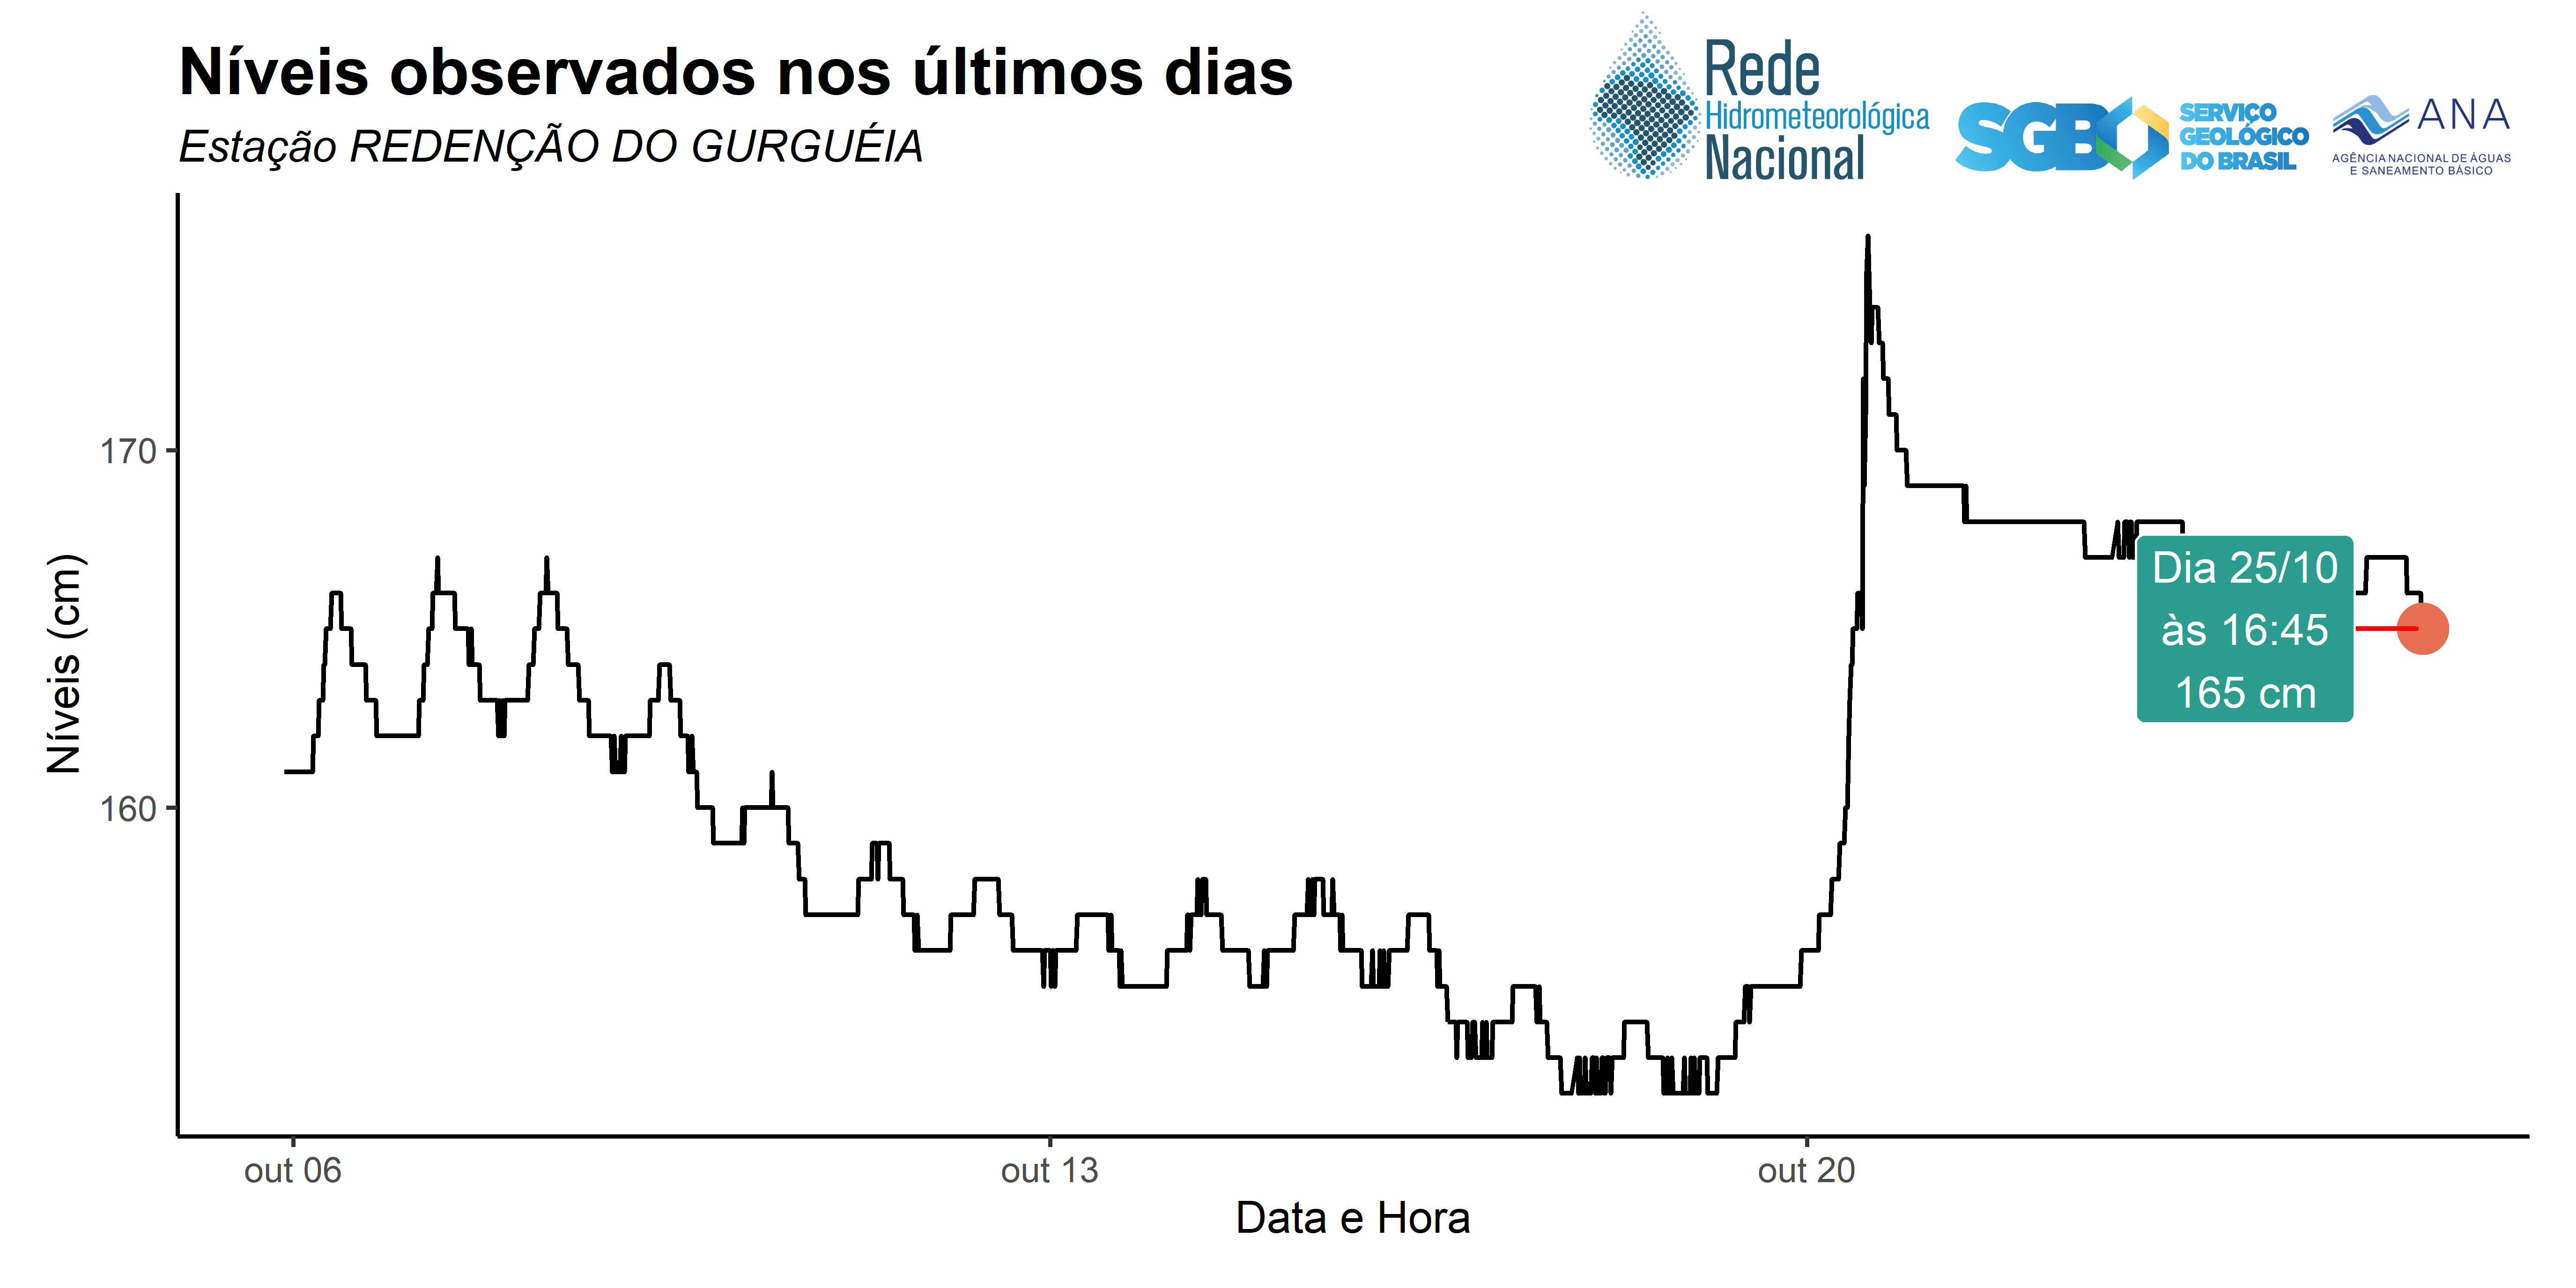 Níveis observados nos últimos dias
Estação REDENÇÃO DO GURGUÉIA
Rede
Hidrometeorológica
Nacional
SGB
SERVIÇO
GEOLÓGICO
DO BRASIL
ANA
AGÊNCIA NACIONAL DE ÁGUAS
E SANEAMENTO BÁSICO
Níveis (cm)
170
160
Dia 25/10
às 16:45
165 cm
out 06
out 13
out 20
Data e Hora